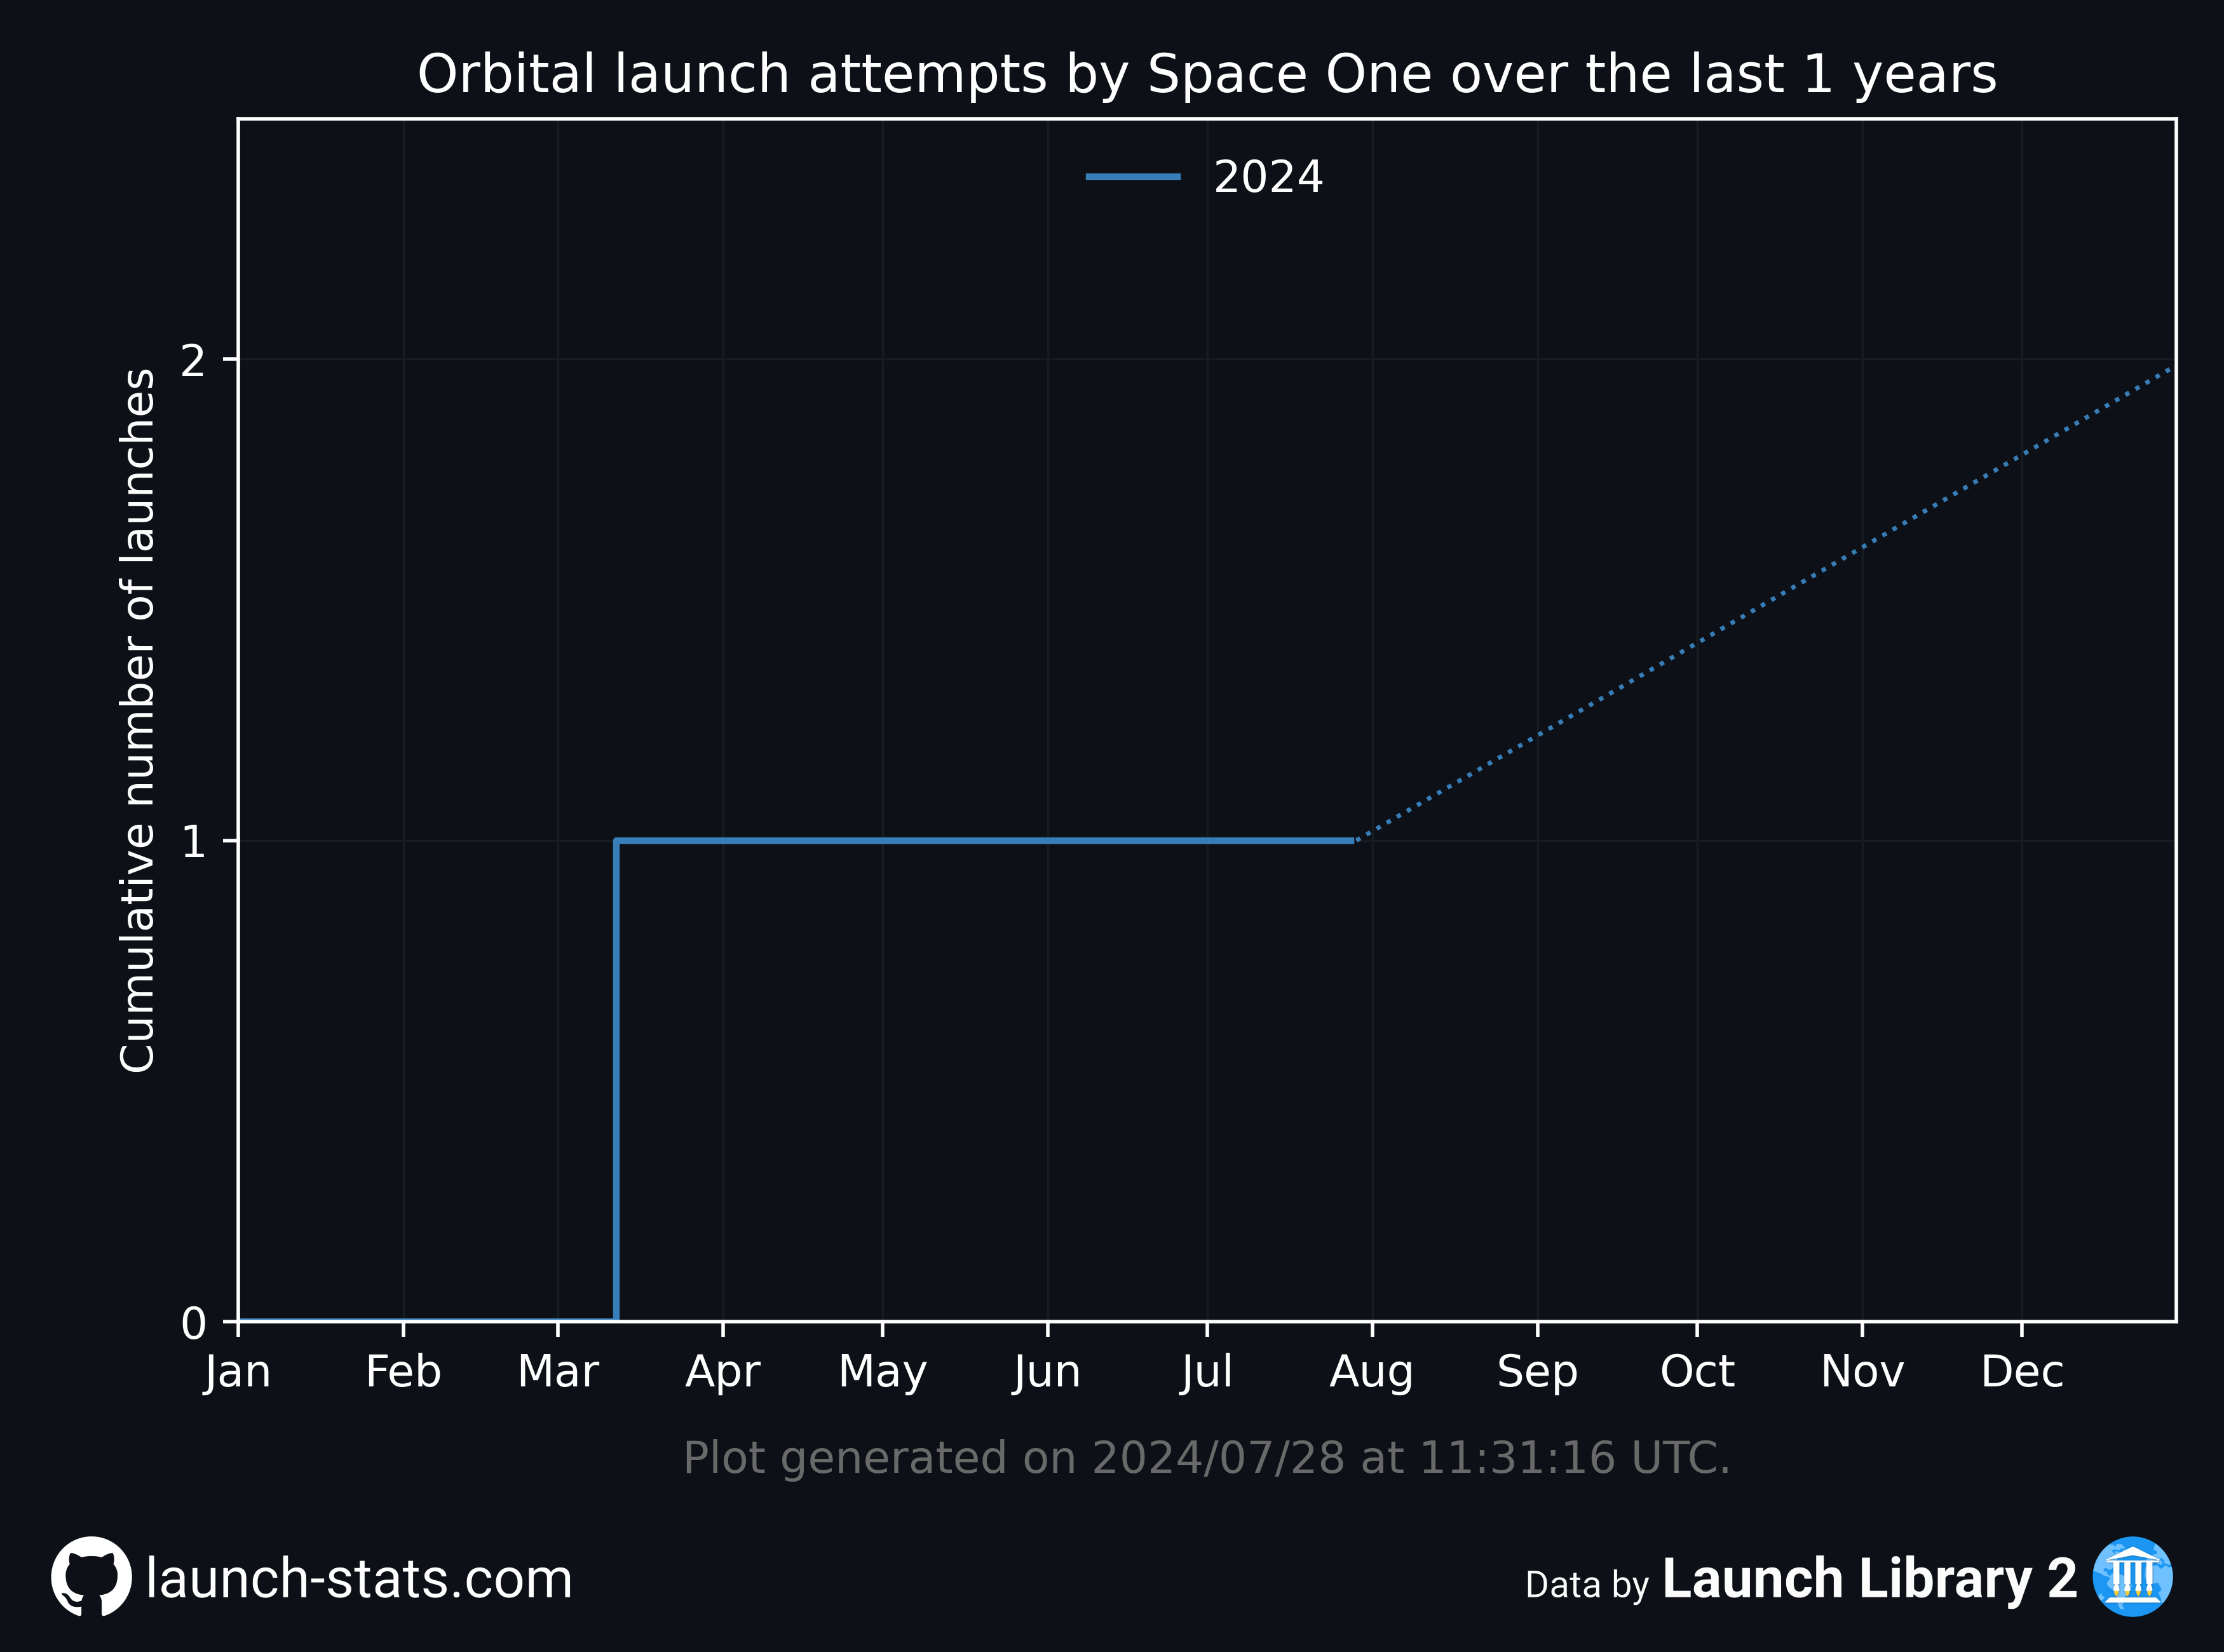 Orbital launch attempts by Space One over the last 1 years
2024
Cumulative number of launches
2
1
0
Jan Feb Mar Apr May Jun Jul Aug Sep Oct Nov Dec
Plot generated on 2024/07/28 at 11:31:16 UTC.
launch-stats.com
Data by Launch Library 2